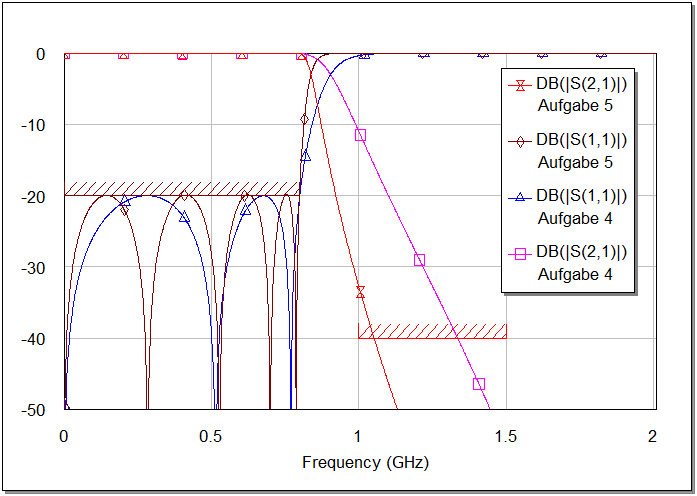 0
-10
-20
-30
-40
-50
0
0.5
1
1.5
2
Frequency (GHz)
DB(|S(2,1)|)
Aufgabe 5
DB(|S(1,1)|)
Aufgabe 5
DB(|S(1,1)|)
Aufgabe 4
DB(|S(2,1)|)
Aufgabe 4